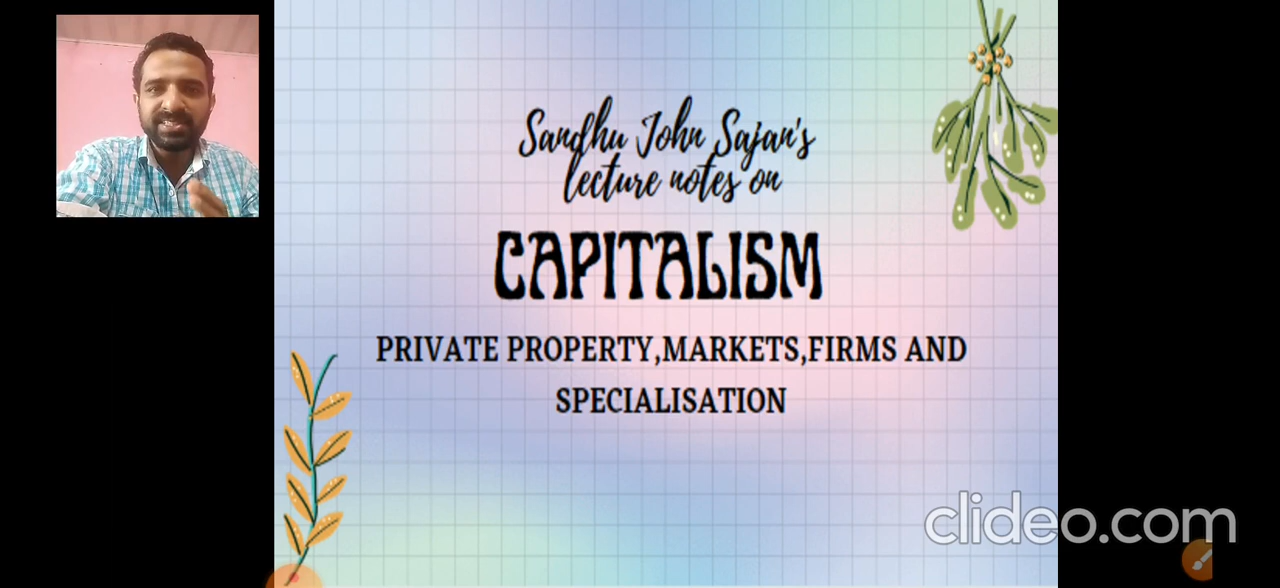 Sandhu John Sajan's
lecture notes on
CAPITALISM
PRIVATE PROPERTY,MARKETS,FIRMS AND
SPECIALISATION
clideo.com